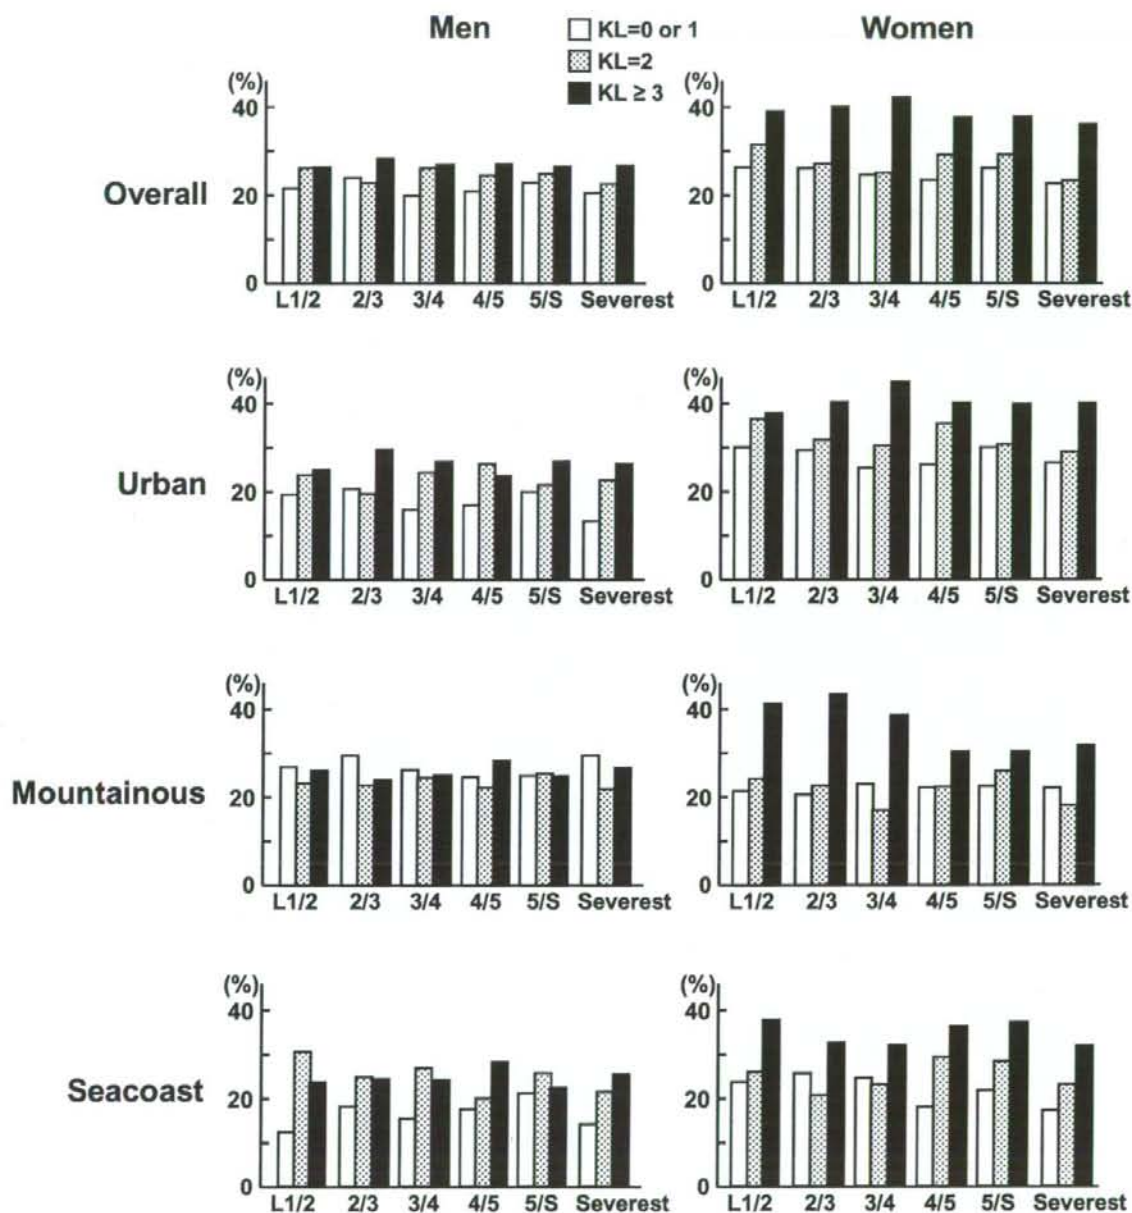 Men
Women
KL=0 or 1
KL=2
KL ≥ 3
Overall
(%)
40
20
0
L1/2 2/3 3/4 4/5 5/S Severest
(%)
40
20
0
L1/2 2/3 3/4 4/5 5/S Severest
Urban
(%)
40
20
0
L1/2 2/3 3/4 4/5 5/S Severest
(%)
40
20
0
L1/2 2/3 3/4 4/5 5/S Severest
Mountainous
(%)
40
20
0
L1/2 2/3 3/4 4/5 5/S Severest
(%)
40
20
0
L1/2 2/3 3/4 4/5 5/S Severest
Seacoast
(%)
40
20
0
L1/2 2/3 3/4 4/5 5/S Severest
(%)
40
20
0
L1/2 2/3 3/4 4/5 5/S Severest